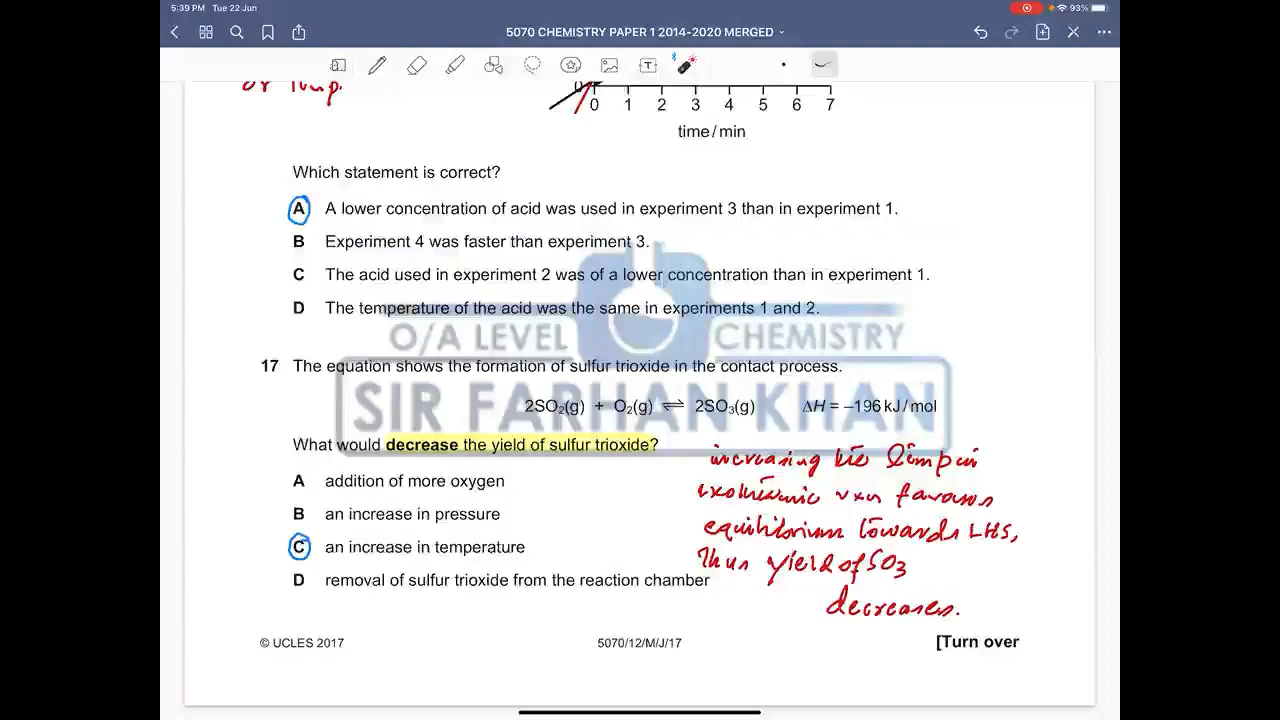 5:39 PM Tue 22 Jun
93%
5070 CHEMISTRY PAPER 1 2014-2020 MERGED
T
or temp.
0
0 1 2 3 4 5 6 7
time / min
Which statement is correct?
A A lower concentration of acid was used in experiment 3 than in experiment 1.
B Experiment 4 was faster than experiment 3.
C The acid used in experiment 2 was of a lower concentration than in experiment 1.
D The temperature of the acid was the same in experiments 1 and 2.
O/A LEVEL CHEMISTRY
17 The equation shows the formation of sulfur trioxide in the contact process.
SIR FARHAN KHAN
2SO₂(g) + O₂(g) ⇌ 2SO₃(g) ΔH = –196 kJ / mol
What would decrease the yield of sulfur trioxide?
increasing the temp in
A addition of more oxygen
exothermic rxn favours
B an increase in pressure
equilibrium towards LHS,
C an increase in temperature
Thus yield of SO₃
D removal of sulfur trioxide from the reaction chamber
decreases.
© UCLES 2017
5070/12/M/J/17
[Turn over